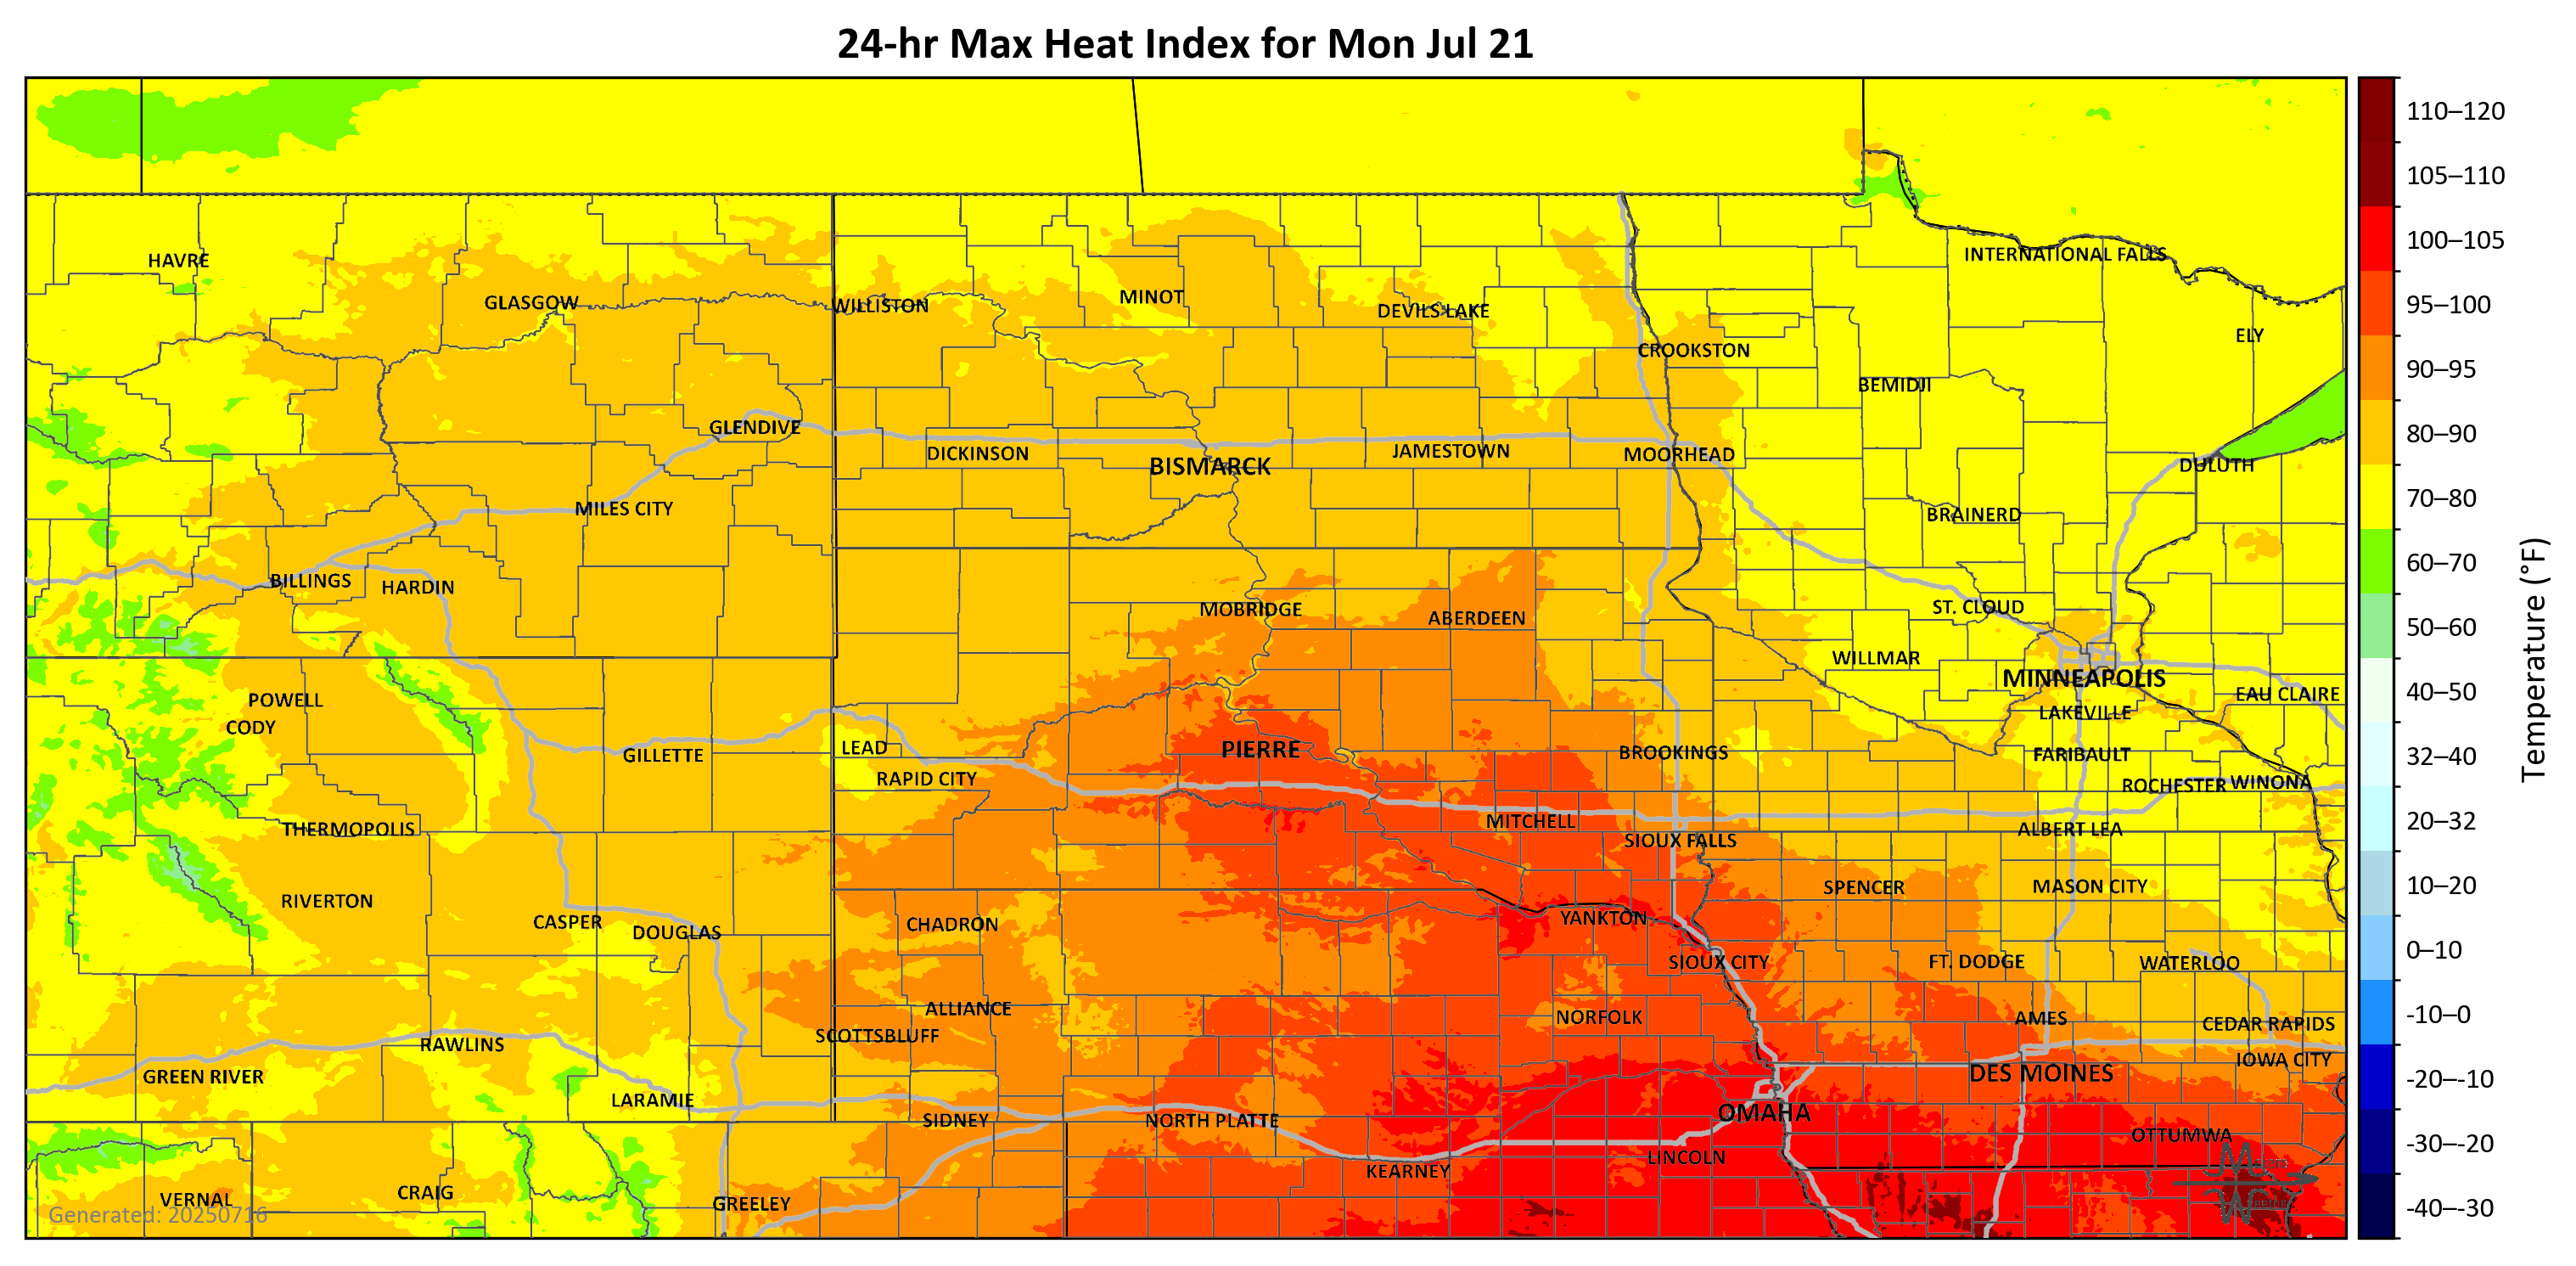 24-hr Max Heat Index for Mon Jul 21
110–120
105–110
100–105
95–100
90–95
80–90
70–80
60–70
50–60
40–50
32–40
20–32
10–20
0–10
-10–0
-20–-10
-30–-20
-40–-30
Temperature (°F)
HAVRE
INTERNATIONAL FALLS
GLASGOW
WILLISTON
MINOT
DEVILS LAKE
ELY
CROOKSTON
BEMIDJI
GLENDIVE
DICKINSON
BISMARCK
JAMESTOWN
MOORHEAD
DULUTH
MILES CITY
BRAINERD
BILLINGS
HARDIN
MOBRIDGE
ABERDEEN
ST. CLOUD
WILLMAR
MINNEAPOLIS
EAU CLAIRE
POWELL
CODY
LAKEVILLE
GILLETTE
LEAD
PIERRE
BROOKINGS
FARIBAULT
RAPID CITY
ROCHESTER
WINONA
THERMOPOLIS
MITCHELL
SIOUX FALLS
ALBERT LEA
RIVERTON
SPENCER
MASON CITY
CASPER
DOUGLAS
CHADRON
YANKTON
SIOUX CITY
FT. DODGE
WATERLOO
ALLIANCE
NORFOLK
AMES
CEDAR RAPIDS
SCOTTSBLUFF
RAWLINS
IOWA CITY
GREEN RIVER
DES MOINES
LARAMIE
SIDNEY
NORTH PLATTE
OMAHA
OTTUMWA
LINCOLN
KEARNEY
VERNAL
CRAIG
GREELEY
Generated: 20250716